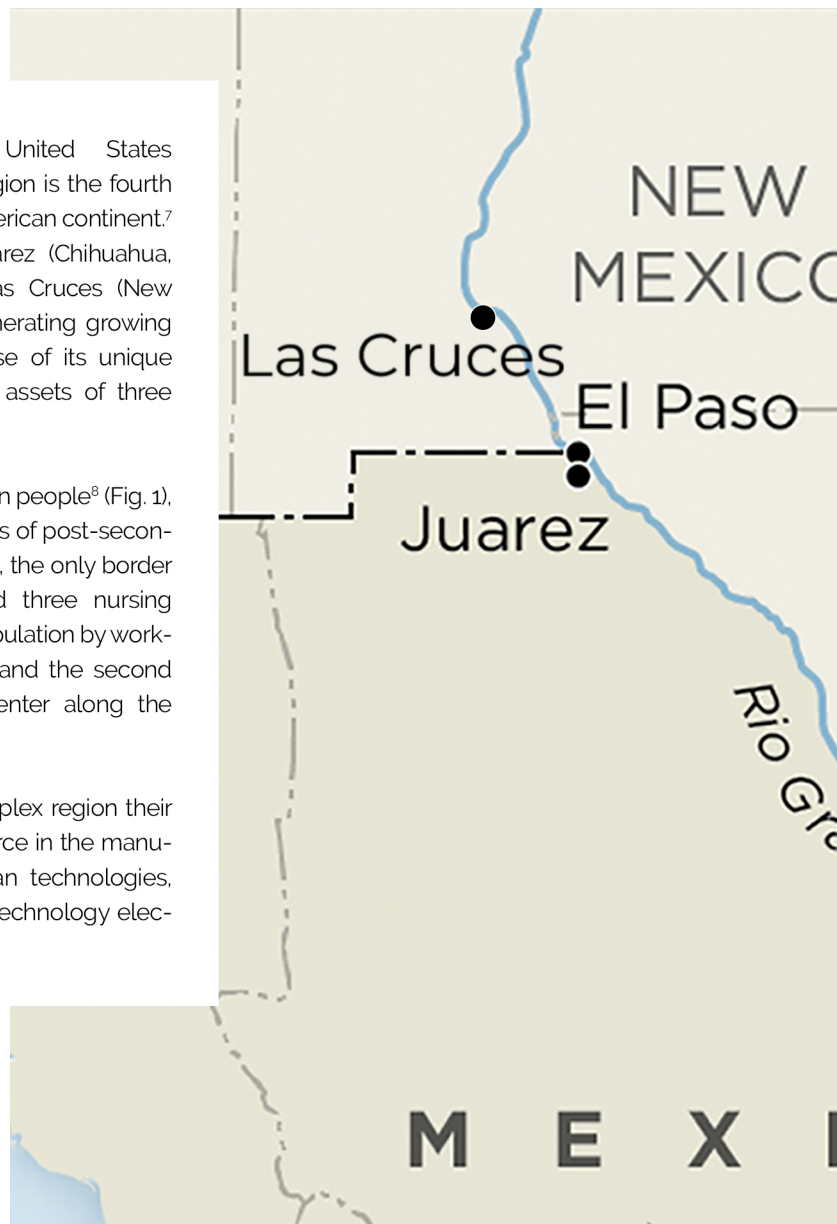 United States
gion is the fourth
erican continent.⁷
arez (Chihuahua,
as Cruces (New
nerating growing
se of its unique
assets of three
n people⁸ (Fig. 1),
s of post-secon-
, the only border
d three nursing
pulation by work-
and the second
enter along the
plex region their
rce in the manu-
an technologies,
echnology elec-
NEW
MEXICO
Las Cruces
El Paso
Juarez
Rio Gra
M E X I